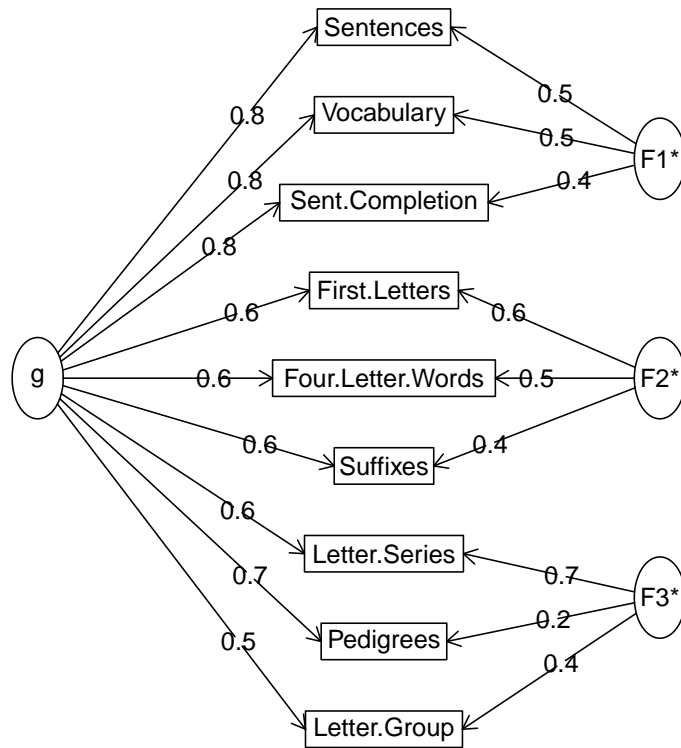 Sentences
0.5
0.8
Vocabulary
0.5
F1*
0.8
Sent.Completion
0.4
0.8
First.Letters
0.6
0.6
g
0.6
Four.Letter.Words
0.5
F2*
0.6
Suffixes
0.4
0.6
Letter.Series
0.7
0.7
F3*
Pedigrees
0.2
0.5
0.4
Letter.Group